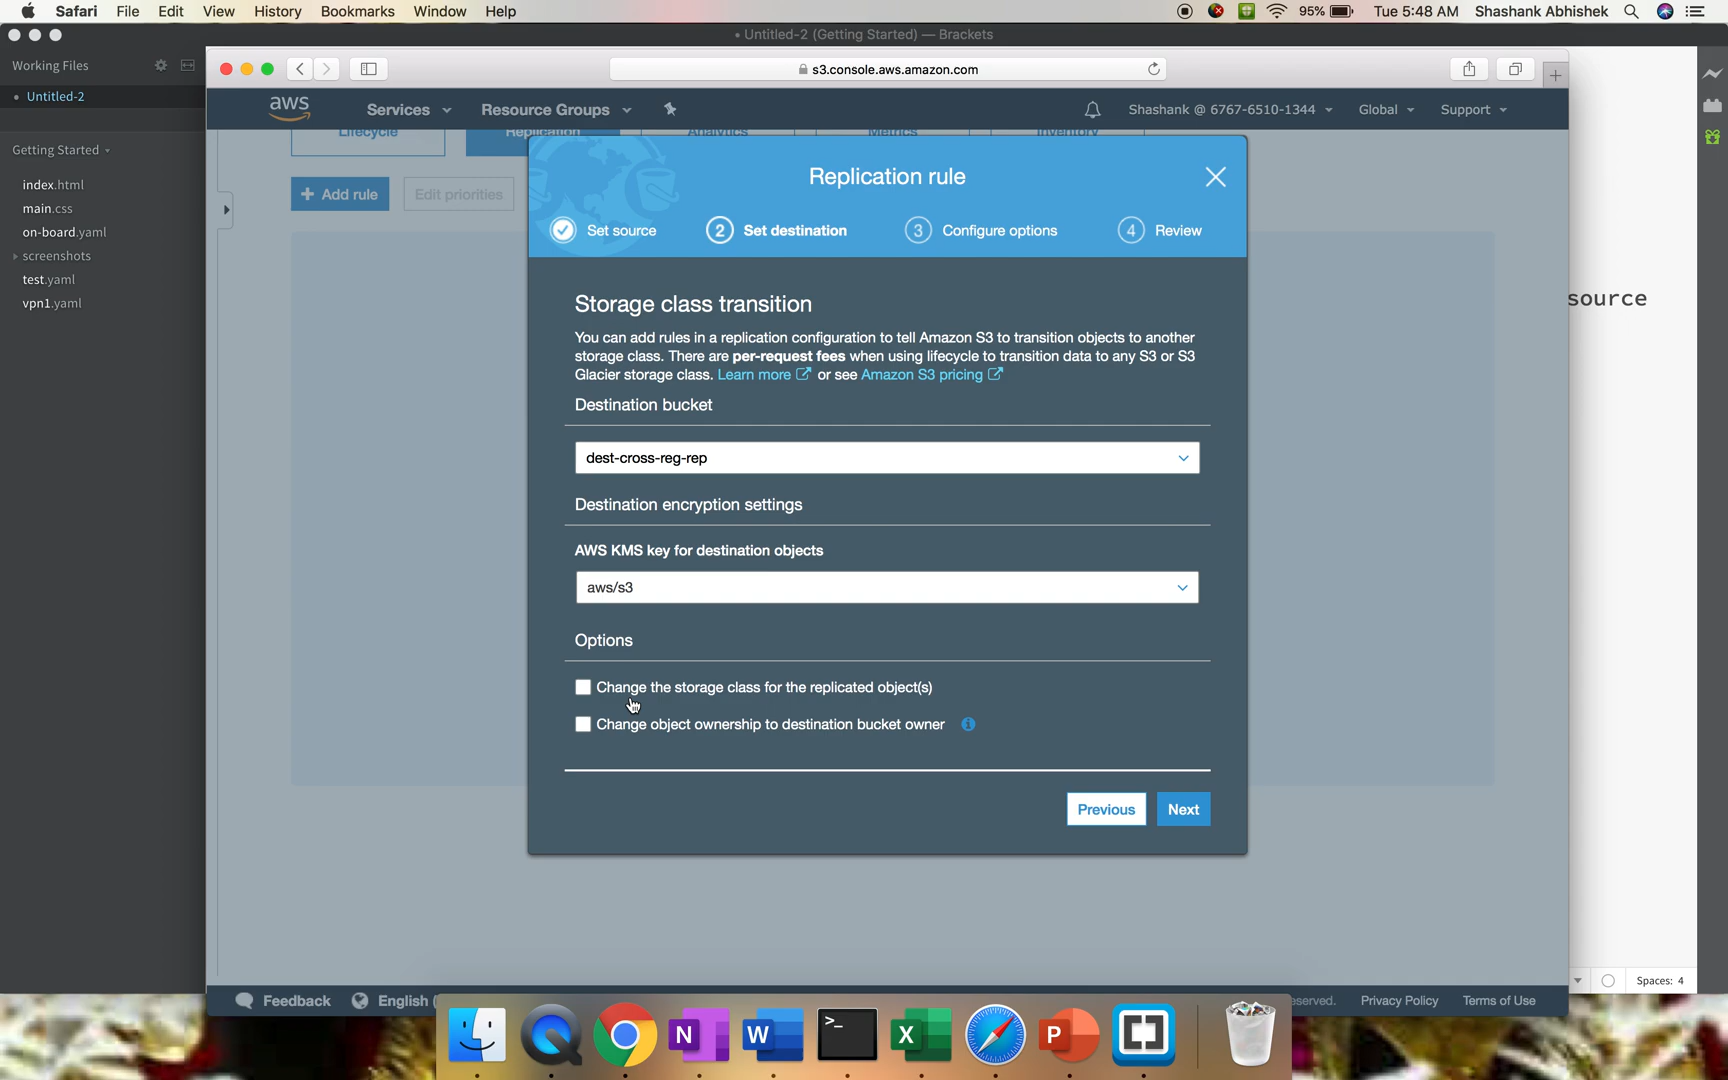 Safari File Edit View History Bookmarks Window Help
95% Tue 5:48 AM Shashank Abhishek
• Untitled-2 (Getting Started) — Brackets
Working Files
• Untitled-2
Getting Started
index.html
main.css
on-board.yaml
screenshots
test.yaml
vpn1.yaml
s3.console.aws.amazon.com
aws Services Resource Groups Shashank @ 6767-6510-1344 Global Support
Lifecycle Replication Analytics Metrics Inventory
+ Add rule Edit priorities
Replication rule
Set source 2 Set destination 3 Configure options 4 Review
Storage class transition
You can add rules in a replication configuration to tell Amazon S3 to transition objects to another
storage class. There are per-request fees when using lifecycle to transition data to any S3 or S3
Glacier storage class. Learn more or see Amazon S3 pricing
Destination bucket
dest-cross-reg-rep
Destination encryption settings
AWS KMS key for destination objects
aws/s3
Options
Change the storage class for the replicated object(s)
Change object ownership to destination bucket owner
Previous Next
source
Spaces: 4
Feedback English ( Privacy Policy Terms of Use
N W >_ X P